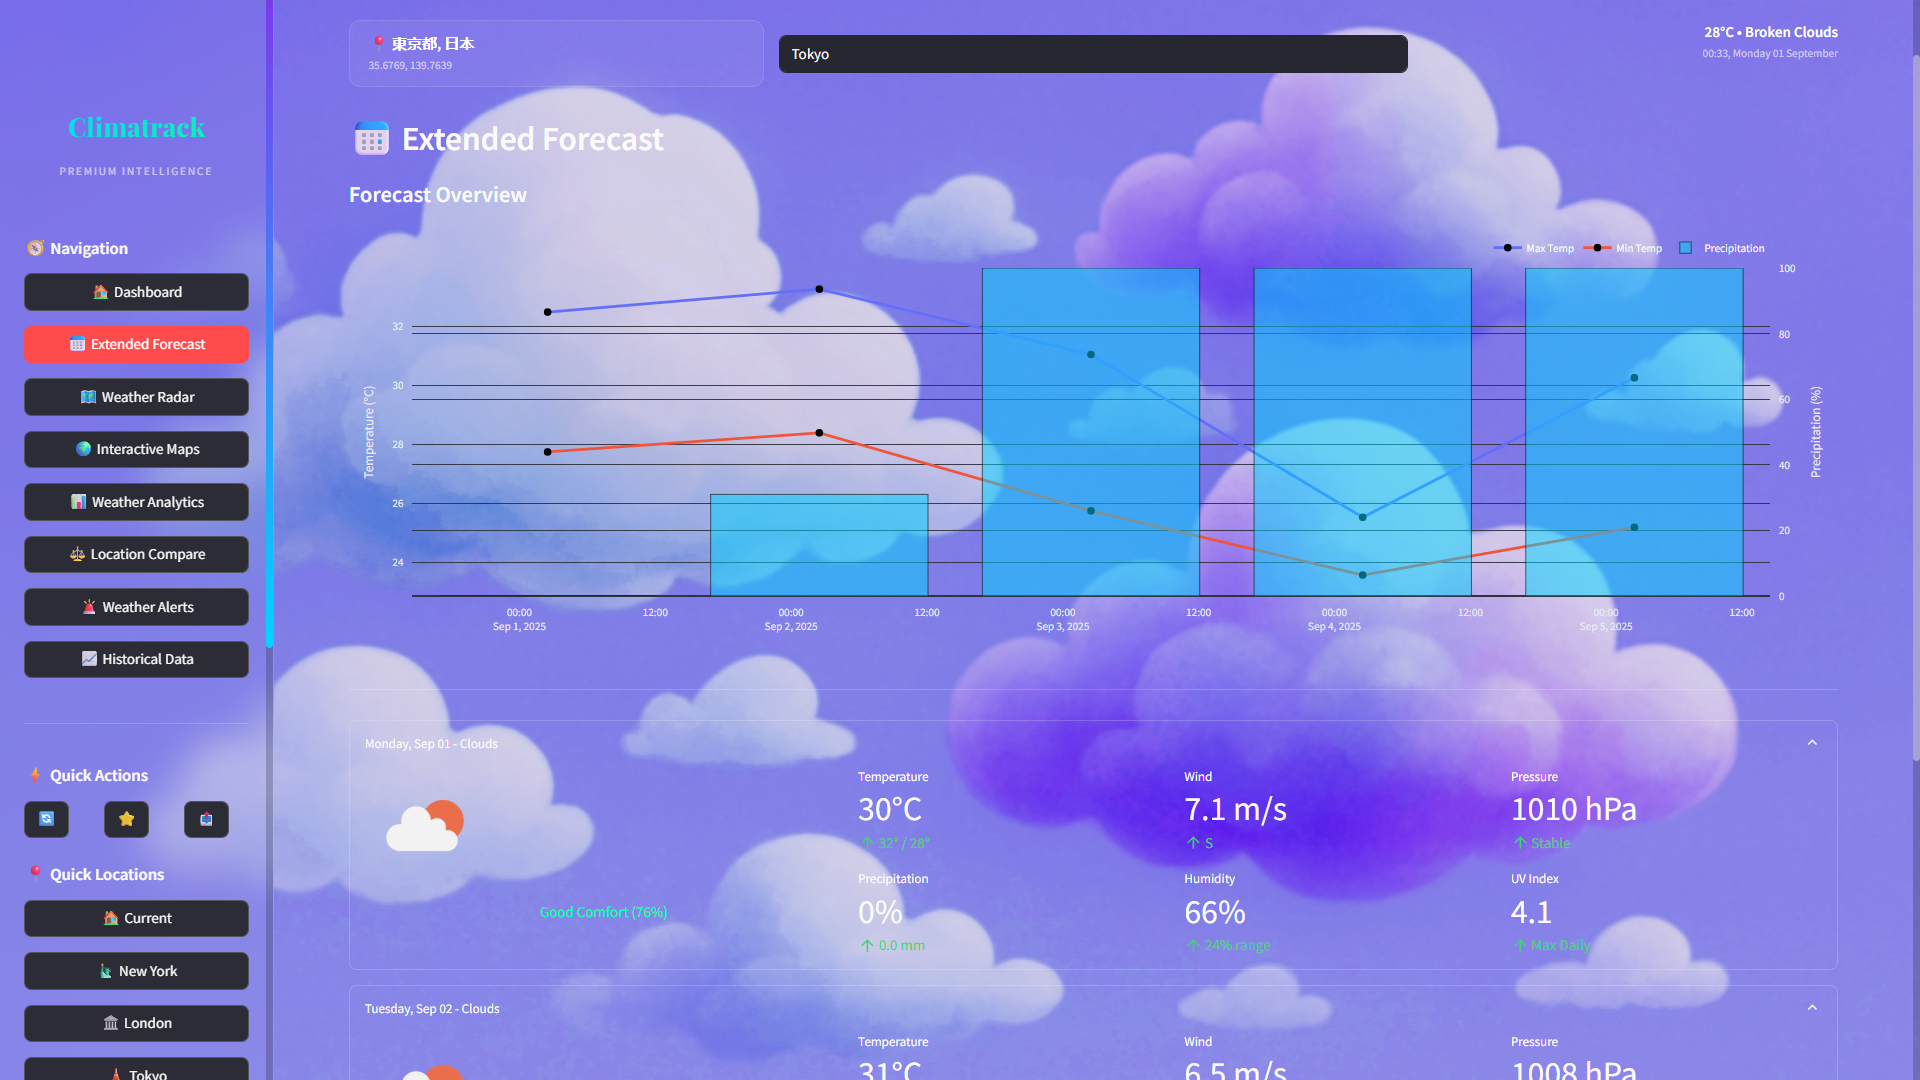 Climatrack
PREMIUM INTELLIGENCE
Navigation
Dashboard
Extended Forecast
Weather Radar
Interactive Maps
Weather Analytics
Location Compare
Weather Alerts
Historical Data
Quick Actions
Quick Locations
Current
New York
London
Tokyo
東京都, 日本
35.6769, 139.7639
Tokyo
28°C • Broken Clouds
00:33, Monday 01 September
Extended Forecast
Forecast Overview
Max Temp Min Temp Precipitation
Temperature (°C)
32
30
28
26
24
100
80
60
40
20
0
Precipitation (%)
00:00 12:00 00:00 12:00 00:00 12:00 00:00 12:00 00:00 12:00
Sep 1, 2025 Sep 2, 2025 Sep 3, 2025 Sep 4, 2025 Sep 5, 2025
Monday, Sep 01 - Clouds
Good Comfort (76%)
Temperature
30°C
↑ 32° / 28°
Wind
7.1 m/s
↑ S
Pressure
1010 hPa
↑ Stable
Precipitation
0%
↑ 0.0 mm
Humidity
66%
↑ 24% range
UV Index
4.1
↑ Max Daily
Tuesday, Sep 02 - Clouds
Temperature
31°C
Wind
6.5 m/s
Pressure
1008 hPa